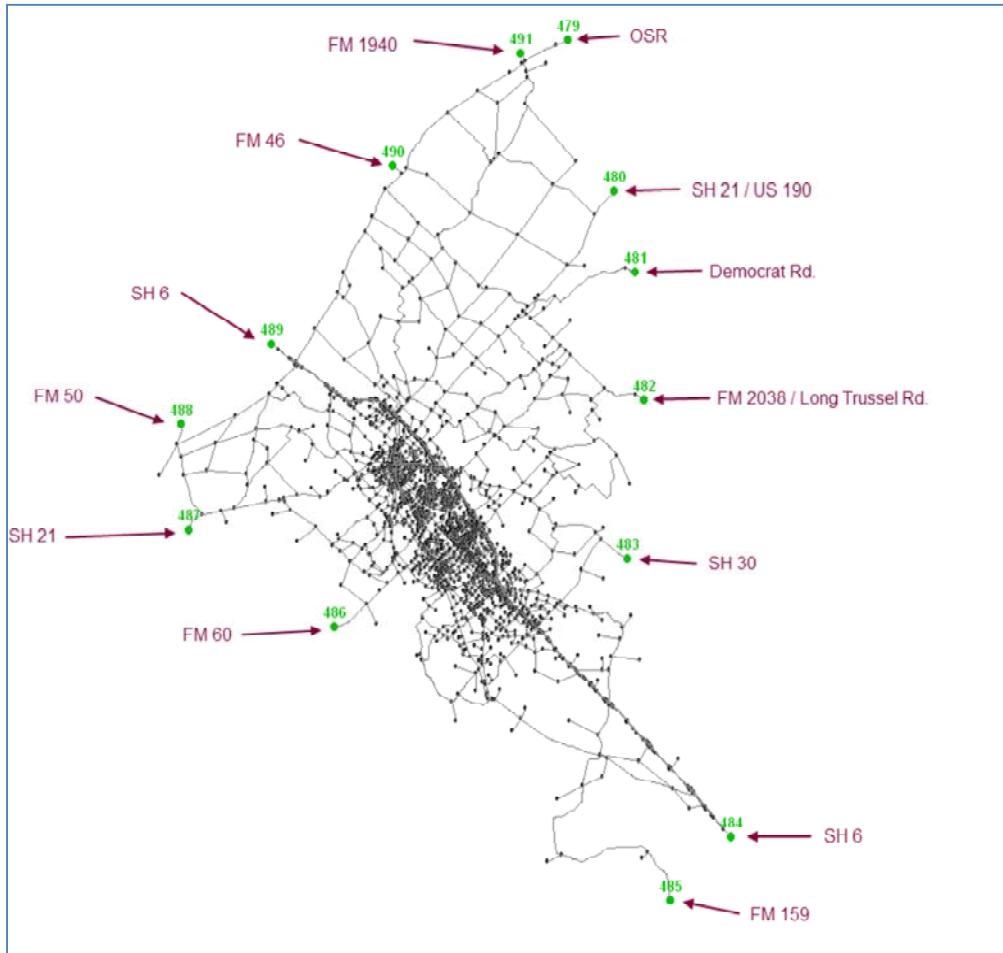 479
OSR
491
FM 1940
FM 46
490
480
SH 21 / US 190
481
Democrat Rd.
SH 6
489
FM 50
488
482
FM 2038 / Long Trussel Rd.
487
SH 21
483
SH 30
486
FM 60
484
SH 6
485
FM 159